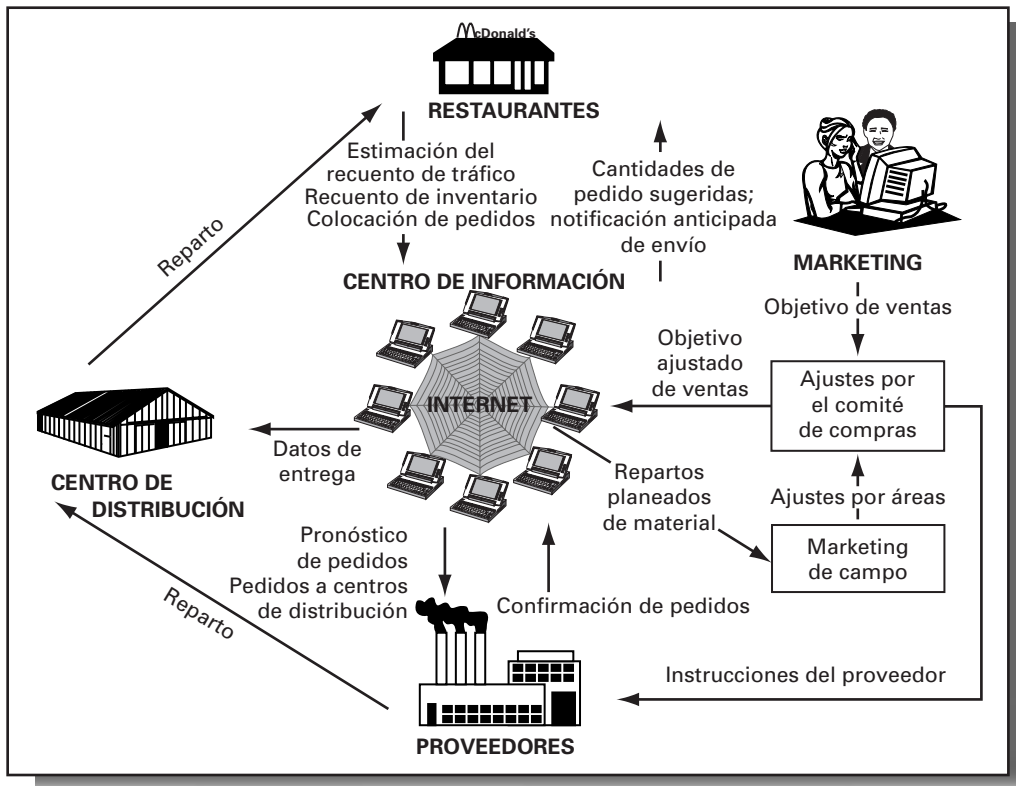 McDonald's
RESTAURANTES
Estimación del
recuento de tráfico
Recuento de inventario
Colocación de pedidos
Cantidades de
pedido sugeridas;
notificación anticipada
de envío
Reparto
MARKETING
CENTRO DE INFORMACIÓN
Objetivo de ventas
Objetivo
ajustado
de ventas
Ajustes por
el comité
de compras
INTERNET
Datos de
entrega
CENTRO DE
DISTRIBUCIÓN
Repartos
planeados
de material
Ajustes por áreas
Marketing
de campo
Pronóstico
de pedidos
Pedidos a centros
de distribución
Confirmación de pedidos
Reparto
Instrucciones del proveedor
PROVEEDORES